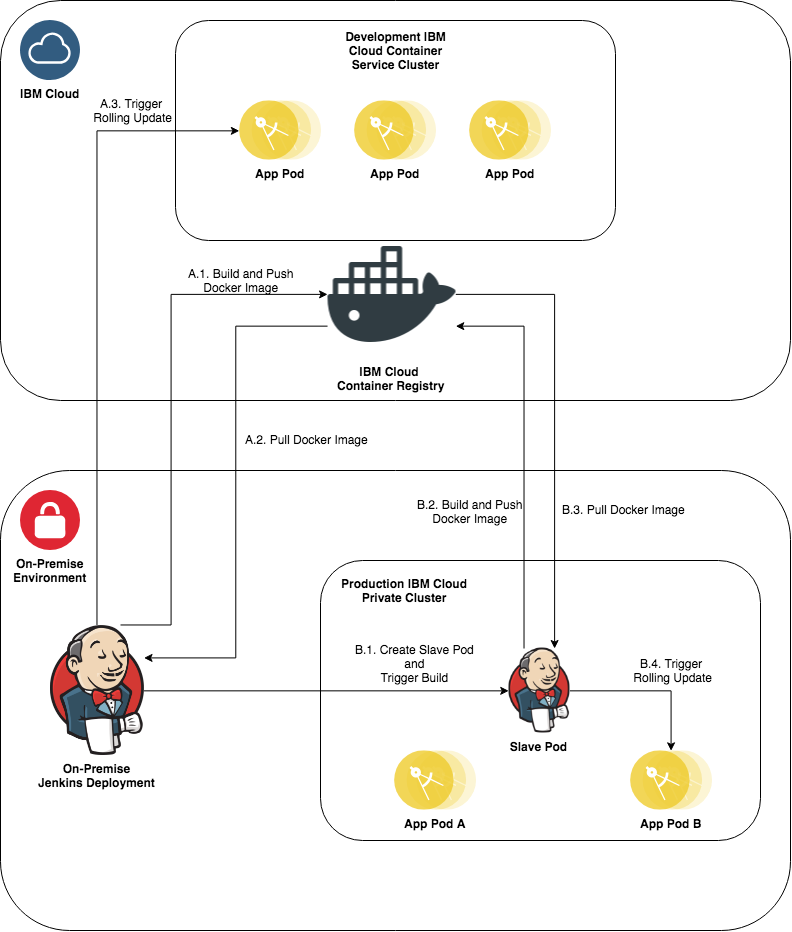 Development IBM
Cloud Container
Service Cluster
IBM Cloud
A.3. Trigger
Rolling Update
App Pod
App Pod
App Pod
A.1. Build and Push
Docker Image
IBM Cloud
Container Registry
A.2. Pull Docker Image
B.2. Build and Push
Docker Image
B.3. Pull Docker Image
On-Premise
Environment
Production IBM Cloud
Private Cluster
B.1. Create Slave Pod
and
Trigger Build
B.4. Trigger
Rolling Update
Slave Pod
On-Premise
Jenkins Deployment
App Pod A
App Pod B